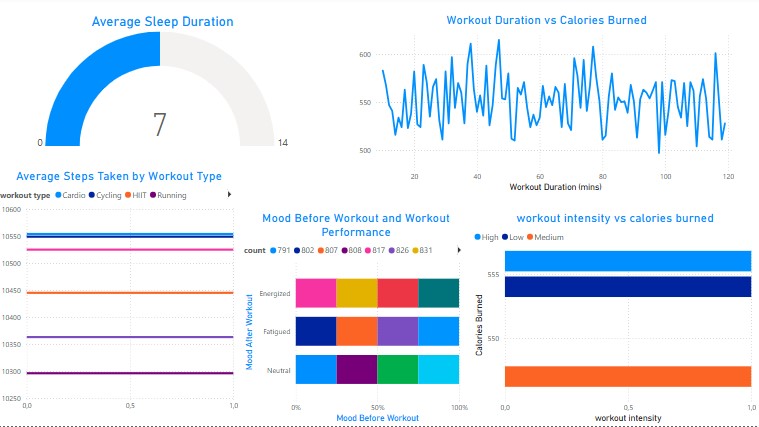 Average Sleep Duration
7
0
14
Workout Duration vs Calories Burned
600
550
500
20
40
60
80
100
120
Workout Duration (mins)
Average Steps Taken by Workout Type
workout type Cardio Cycling HIIT Running
10600
10550
10500
10450
10400
10350
10300
10250
0,0
0,5
1,0
Mood Before Workout and Workout
Performance
count 791 802 807 808 817 826 831
Mood After Workout
Energized
Fatigued
Neutral
0%
50%
100%
Mood Before Workout
workout intensity vs calories burned
High Low Medium
Calories Burned
555
550
0,0
0,5
1,0
workout intensity